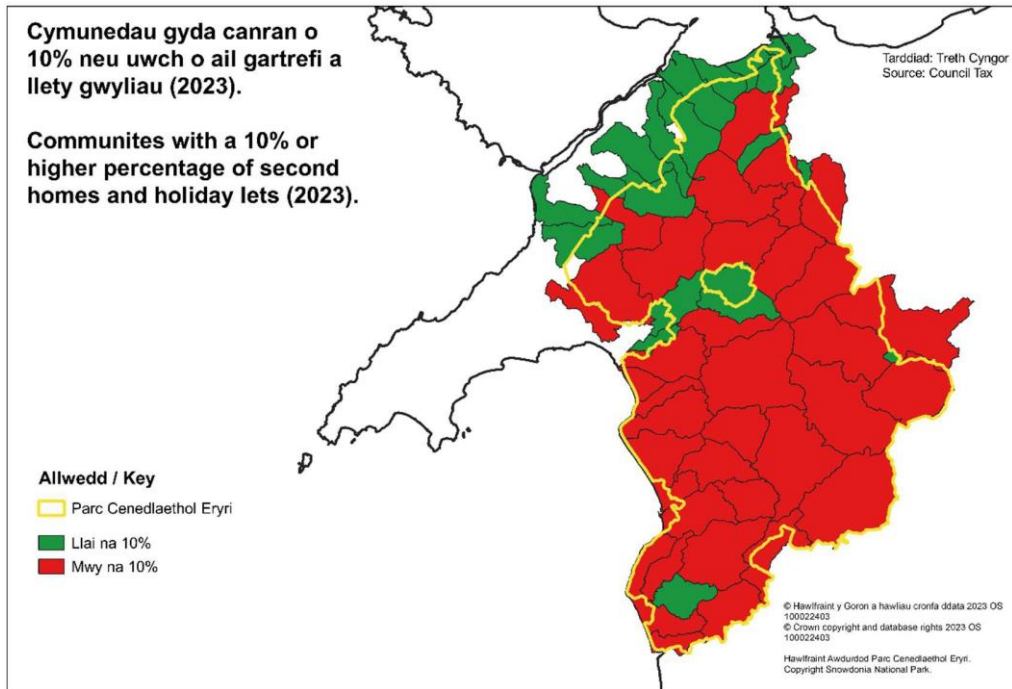 Cymunedau gyda canran o
10% neu uwch o ail gartrefi a
llety gwyliau (2023).
Communites with a 10% or
higher percentage of second
homes and holiday lets (2023).
Tarddiad: Treth Cyngor
Source: Council Tax
Allwedd / Key
Parc Cenedlaethol Eryri
Llai na 10%
Mwy na 10%
© Hawlfraint y Goron a hawliau cronfa ddata 2023 OS
100022403
© Crown copyright and database rights 2023 OS
100022403
Hawlfraint Awdurdod Parc Cenedlaethol Eryri.
Copyright Snowdonia National Park.